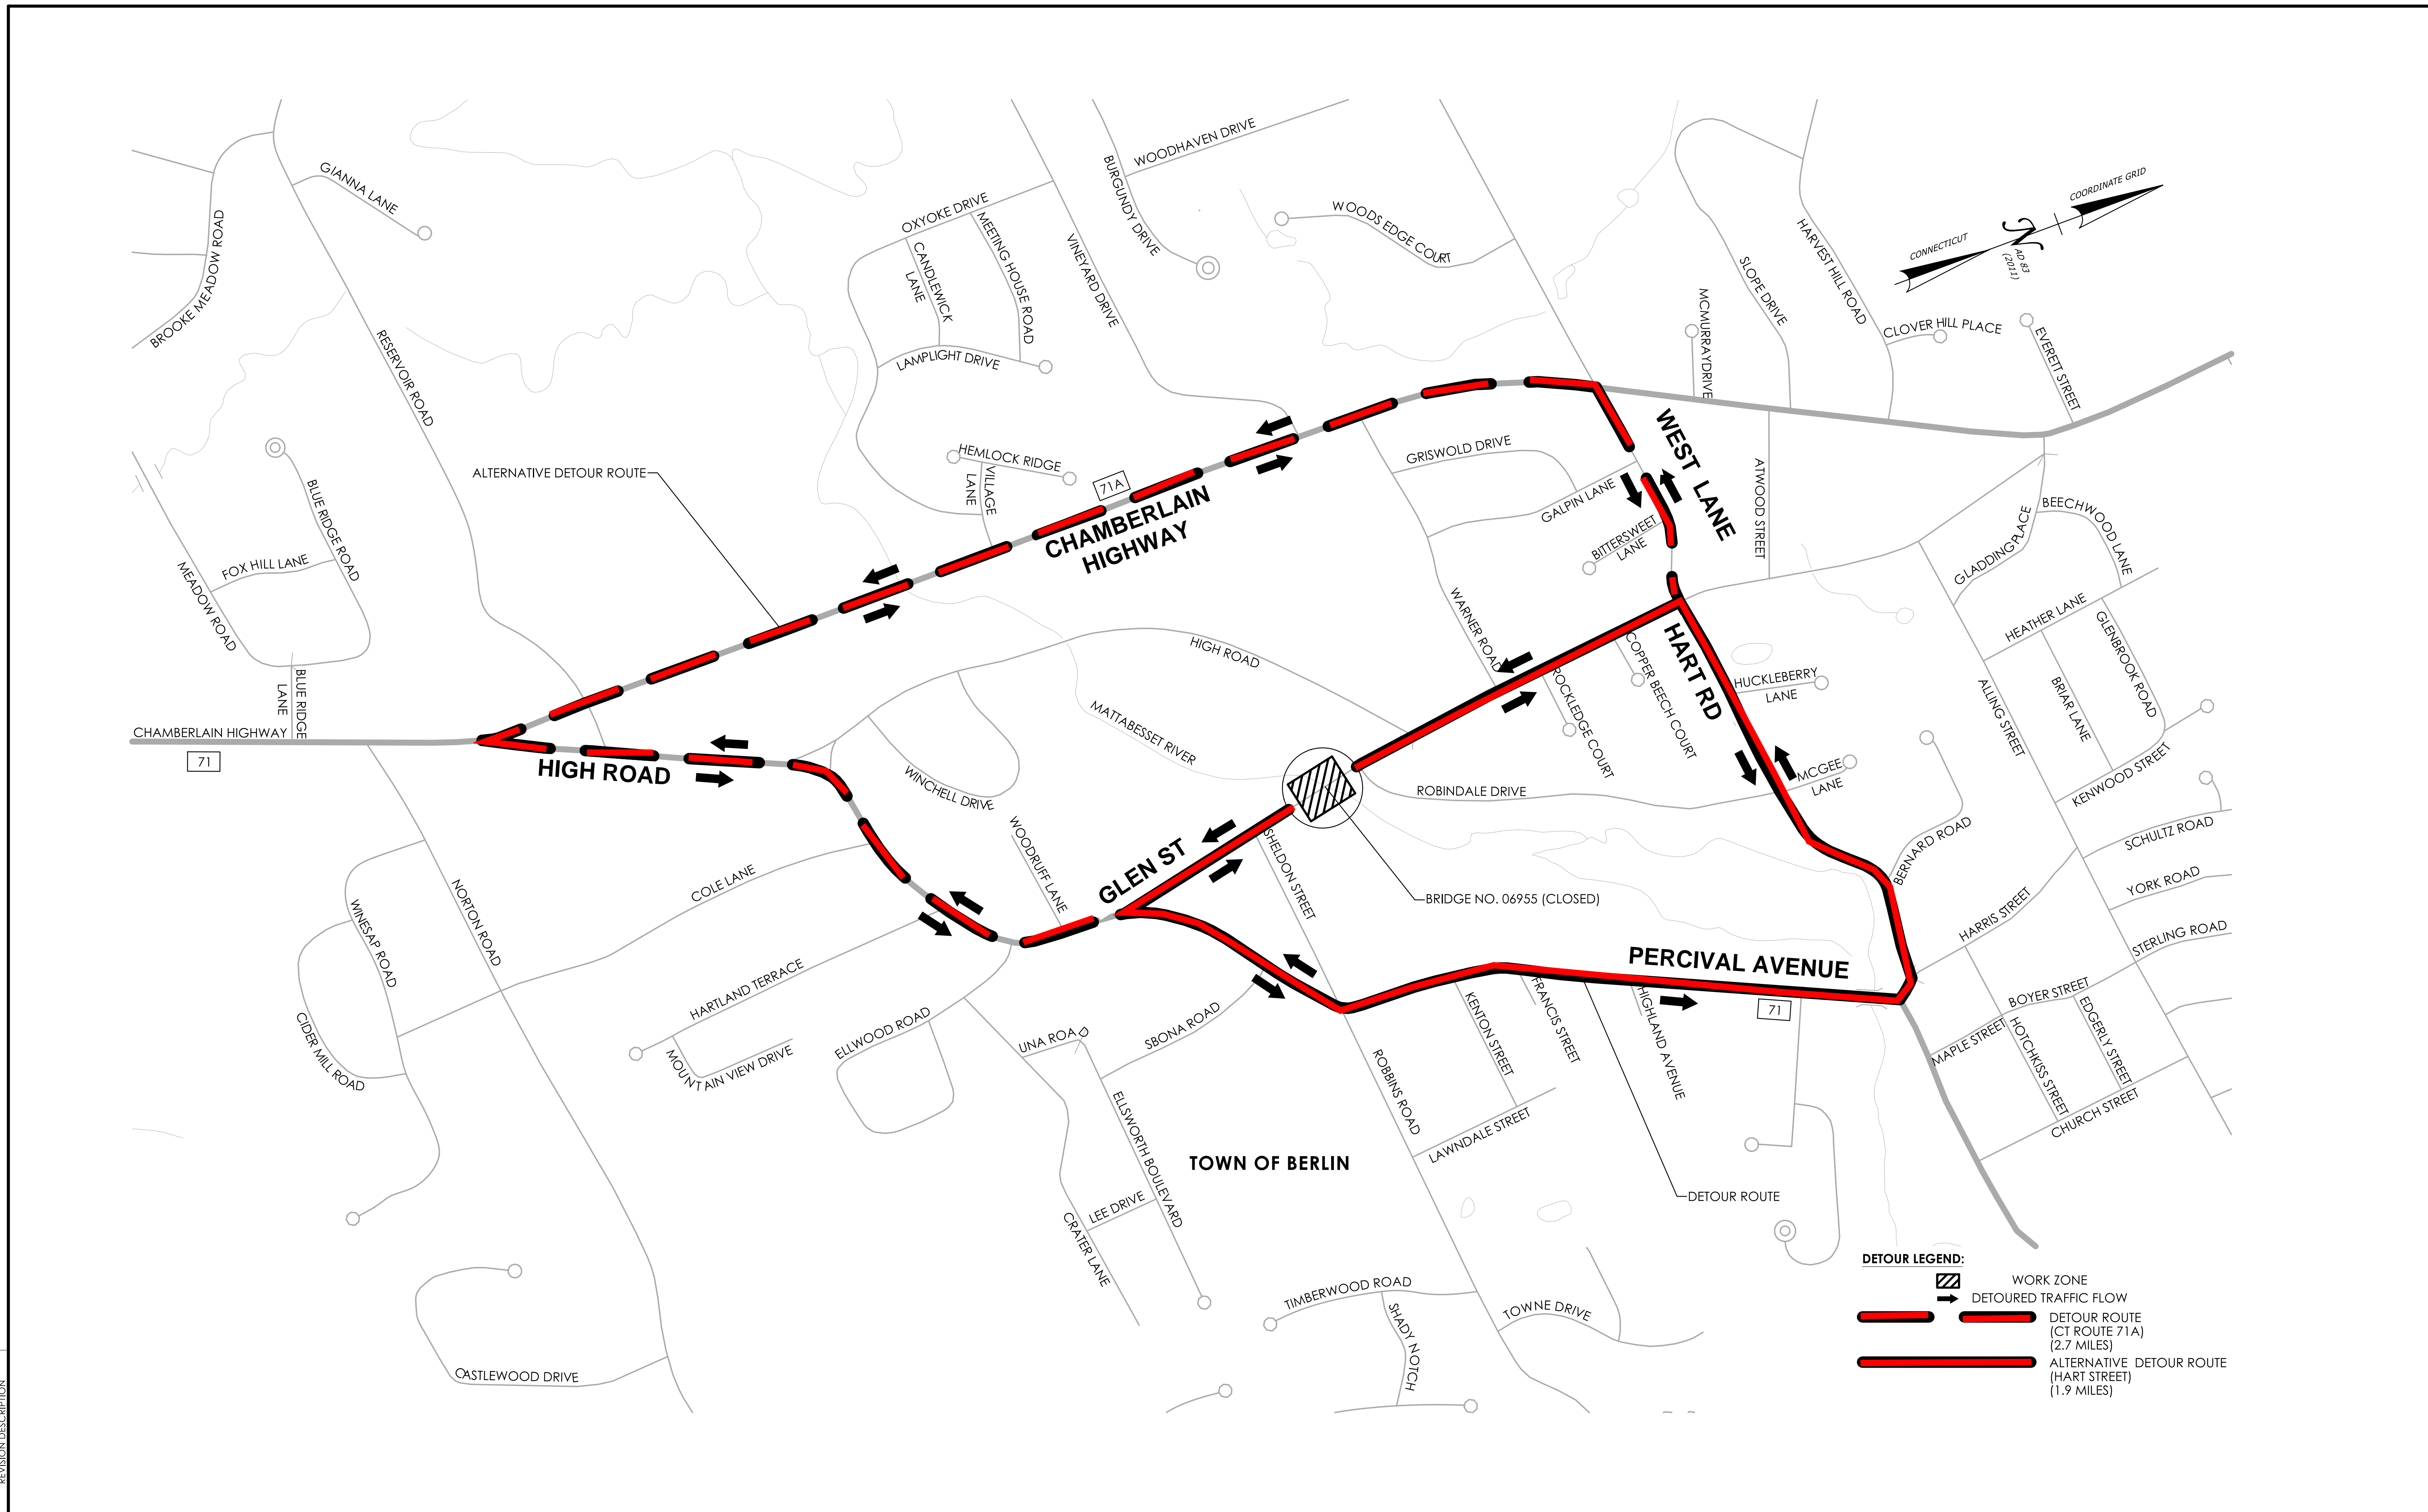 GIANNA LANE
BROOKE MEADOW ROAD
RESERVOIR ROAD
OXYOKE DRIVE
CANDLEWICK
LANE
MEETING HOUSE ROAD
LAMPLIGHT DRIVE
VINEYARD DRIVE
BURGUNDY DRIVE
WOODHAVEN DRIVE
WOODS EDGE COURT
MCMURRAYDRIVE
SLOPE DRIVE
HARVEST HILL ROAD
CLOVER HILL PLACE
EVERETT STREET
CONNECTICUT
COORDINATE GRID
N
AD 83
(2011)
ALTERNATIVE DETOUR ROUTE
HEMLOCK RIDGE
VILLAGE
LANE
71A
CHAMBERLAIN
HIGHWAY
GRISWOLD DRIVE
GALPIN LANE
BITTERSWEET
LANE
WEST LANE
ATWOOD STREET
GLADDING PLACE
BEECHWOOD LANE
HEATHER LANE
GLENBROOK ROAD
BRIAR LANE
ALLING STREET
KENWOOD STREET
SCHULTZ ROAD
YORK ROAD
STERLING ROAD
BLUE RIDGE ROAD
FOX HILL LANE
MEADOW ROAD
BLUE RIDGE
LANE
CHAMBERLAIN HIGHWAY
71
HIGH ROAD
HIGH ROAD
WARNER ROAD
ROCKLEDGE COURT
COPPER BEECH COURT
HART RD
HUCKLEBERRY
LANE
MCGEE
LANE
MATTABESSET RIVER
ROBINDALE DRIVE
WINCHELL DRIVE
WOODRUFF LANE
GLEN ST
SHELDON STREET
BRIDGE NO. 06955 (CLOSED)
BERNARD ROAD
HARRIS STREET
COLE LANE
NORTON ROAD
WINESAP ROAD
CIDER MILL ROAD
HARTLAND TERRACE
MOUNTAIN VIEW DRIVE
ELLWOOD ROAD
UNA ROAD
SBONA ROAD
ELLSWORTH BOULEVARD
PERCIVAL AVENUE
71
KENTON STREET
FRANCIS STREET
HIGHLAND AVENUE
ROBBINS ROAD
LAWNDALE STREET
BOYER STREET
MAPLE STREET
HOTCHKISS STREET
EDGERLY STREET
CHURCH STREET
TOWN OF BERLIN
DETOUR ROUTE
LEE DRIVE
CRATER LANE
TIMBERWOOD ROAD
SHADY NOTCH
TOWNE DRIVE
CASTLEWOOD DRIVE
DETOUR LEGEND:
WORK ZONE
DETOURED TRAFFIC FLOW
DETOUR ROUTE
(CT ROUTE 71A)
(2.7 MILES)
ALTERNATIVE DETOUR ROUTE
(HART STREET)
(1.9 MILES)
REVISION DESCRIPTION